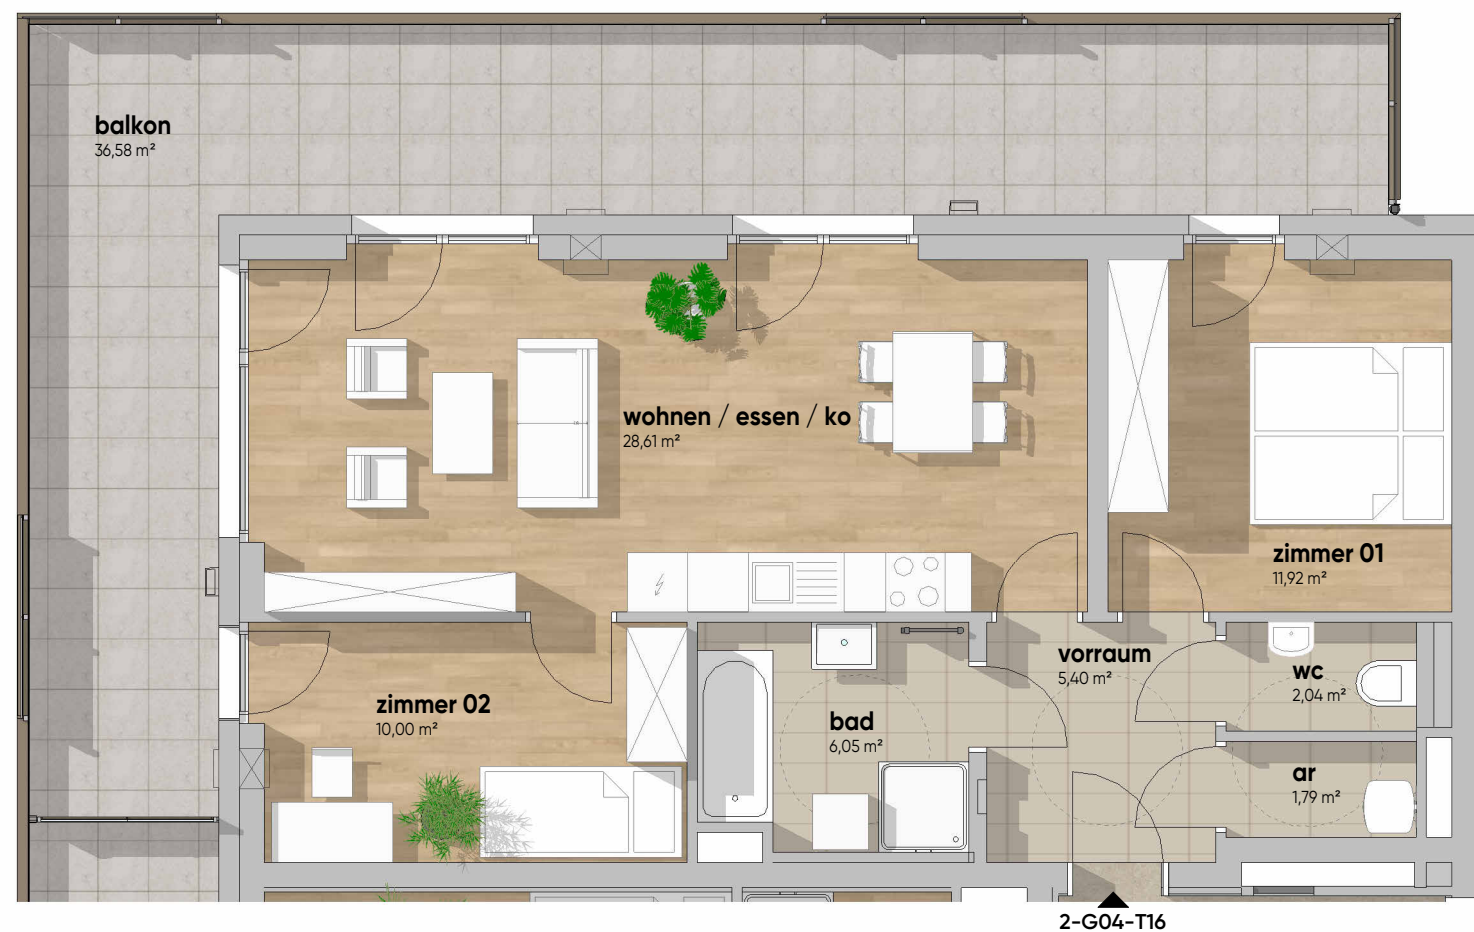 balkon
36,58 m²
wohnen / essen / ko
28,61 m²
zimmer 01
11,92 m²
vorraum
5,40 m²
wc
2,04 m²
zimmer 02
10,00 m²
bad
6,05 m²
ar
1,79 m²
2-G04-T16